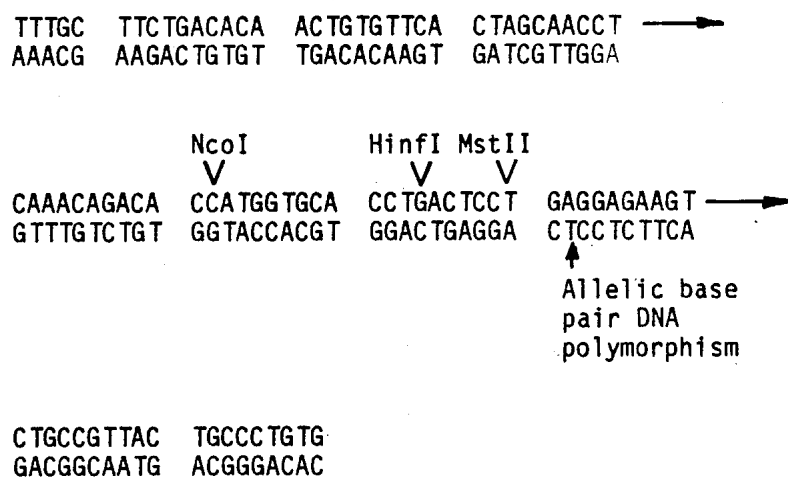 TTTGC TTCTGACACA ACTGTGTTCA CTAGCAACCT
AAACG AAGACTGTGT TGACACAAGT GATCGTTGGA
NcoI HinfI MstII
CAAACAGACA CCATGGTGCA CCTGACTCCT GAGGAGAAGT
GTTTGTCTGT GGTACCACGT GGACTGAGGA CTCCTCTTCA
Allelic base
pair DNA
polymorphism
CTGCCGTTAC TGCCCTGTG
GACGGCAATG ACGGGACAC